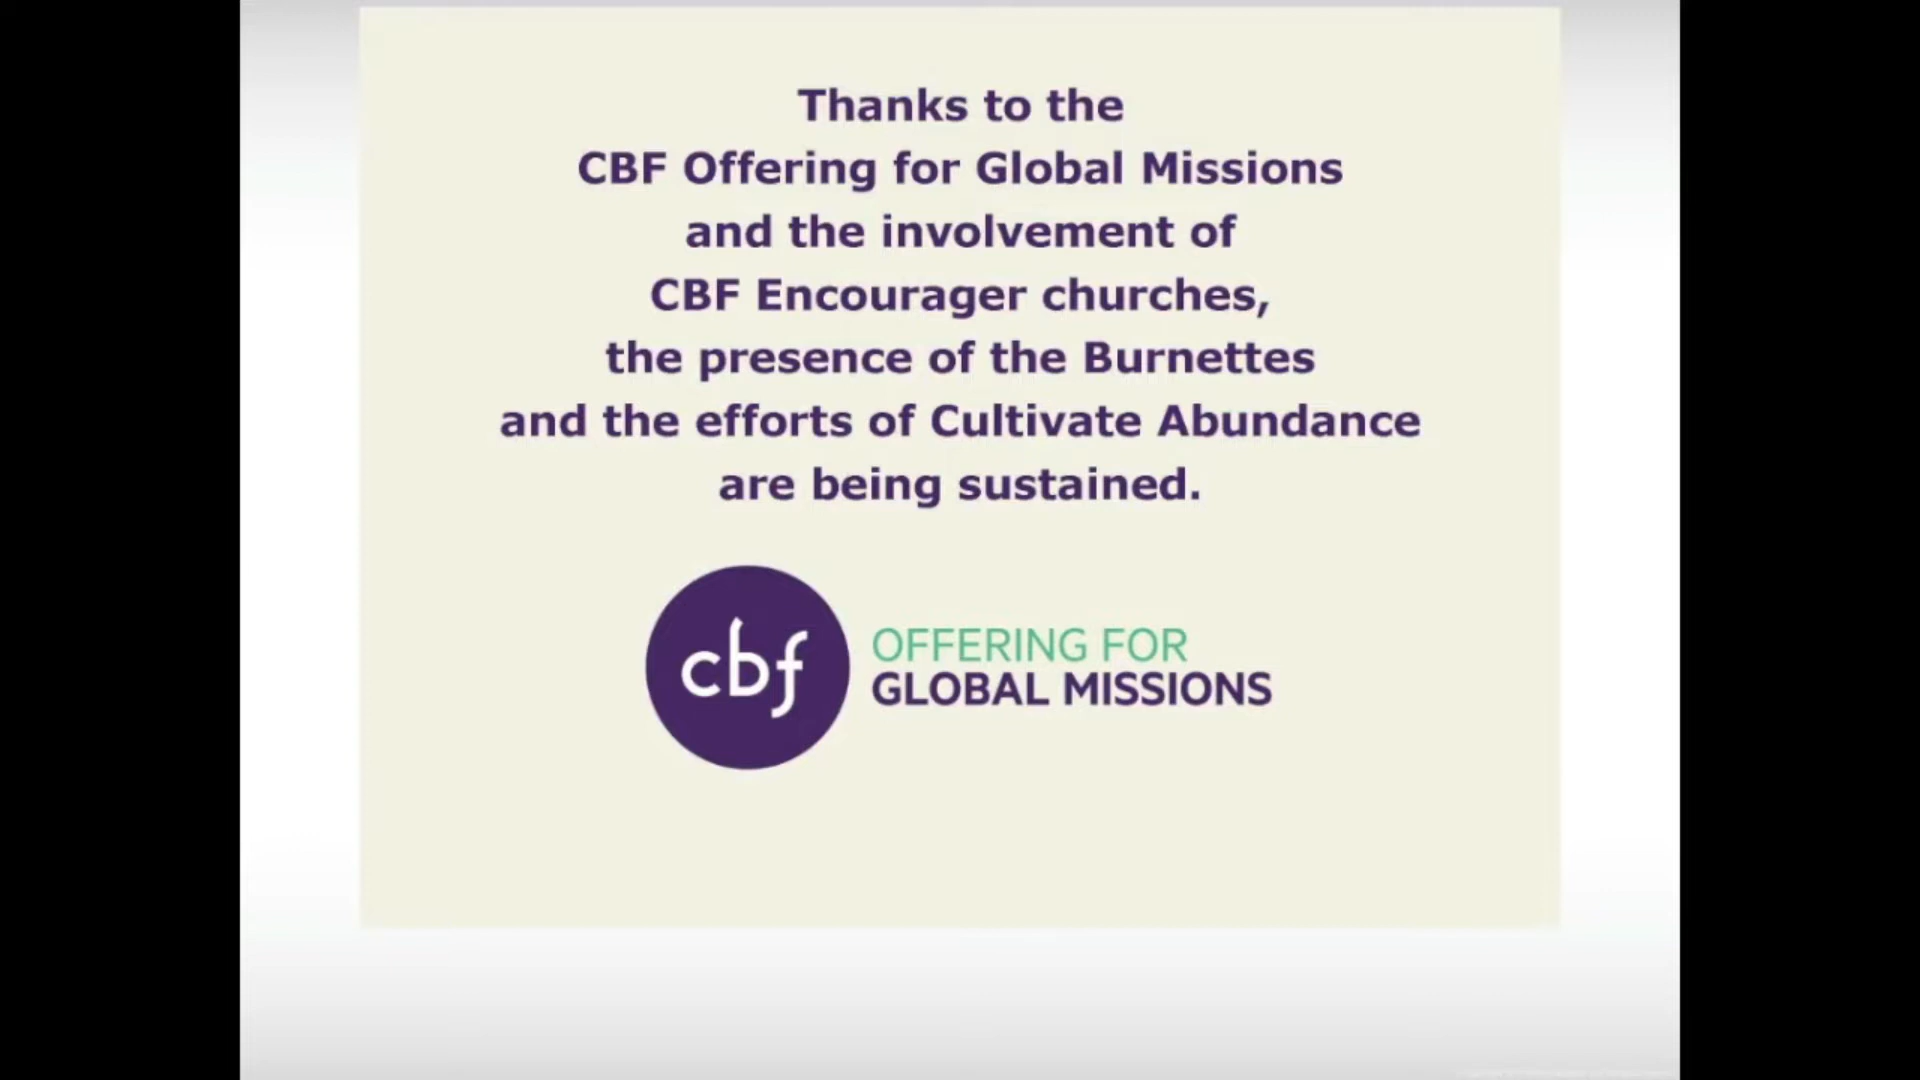 Thanks to the
CBF Offering for Global Missions
and the involvement of
CBF Encourager churches,
the presence of the Burnettes
and the efforts of Cultivate Abundance
are being sustained.
cbf
OFFERING FOR
GLOBAL MISSIONS